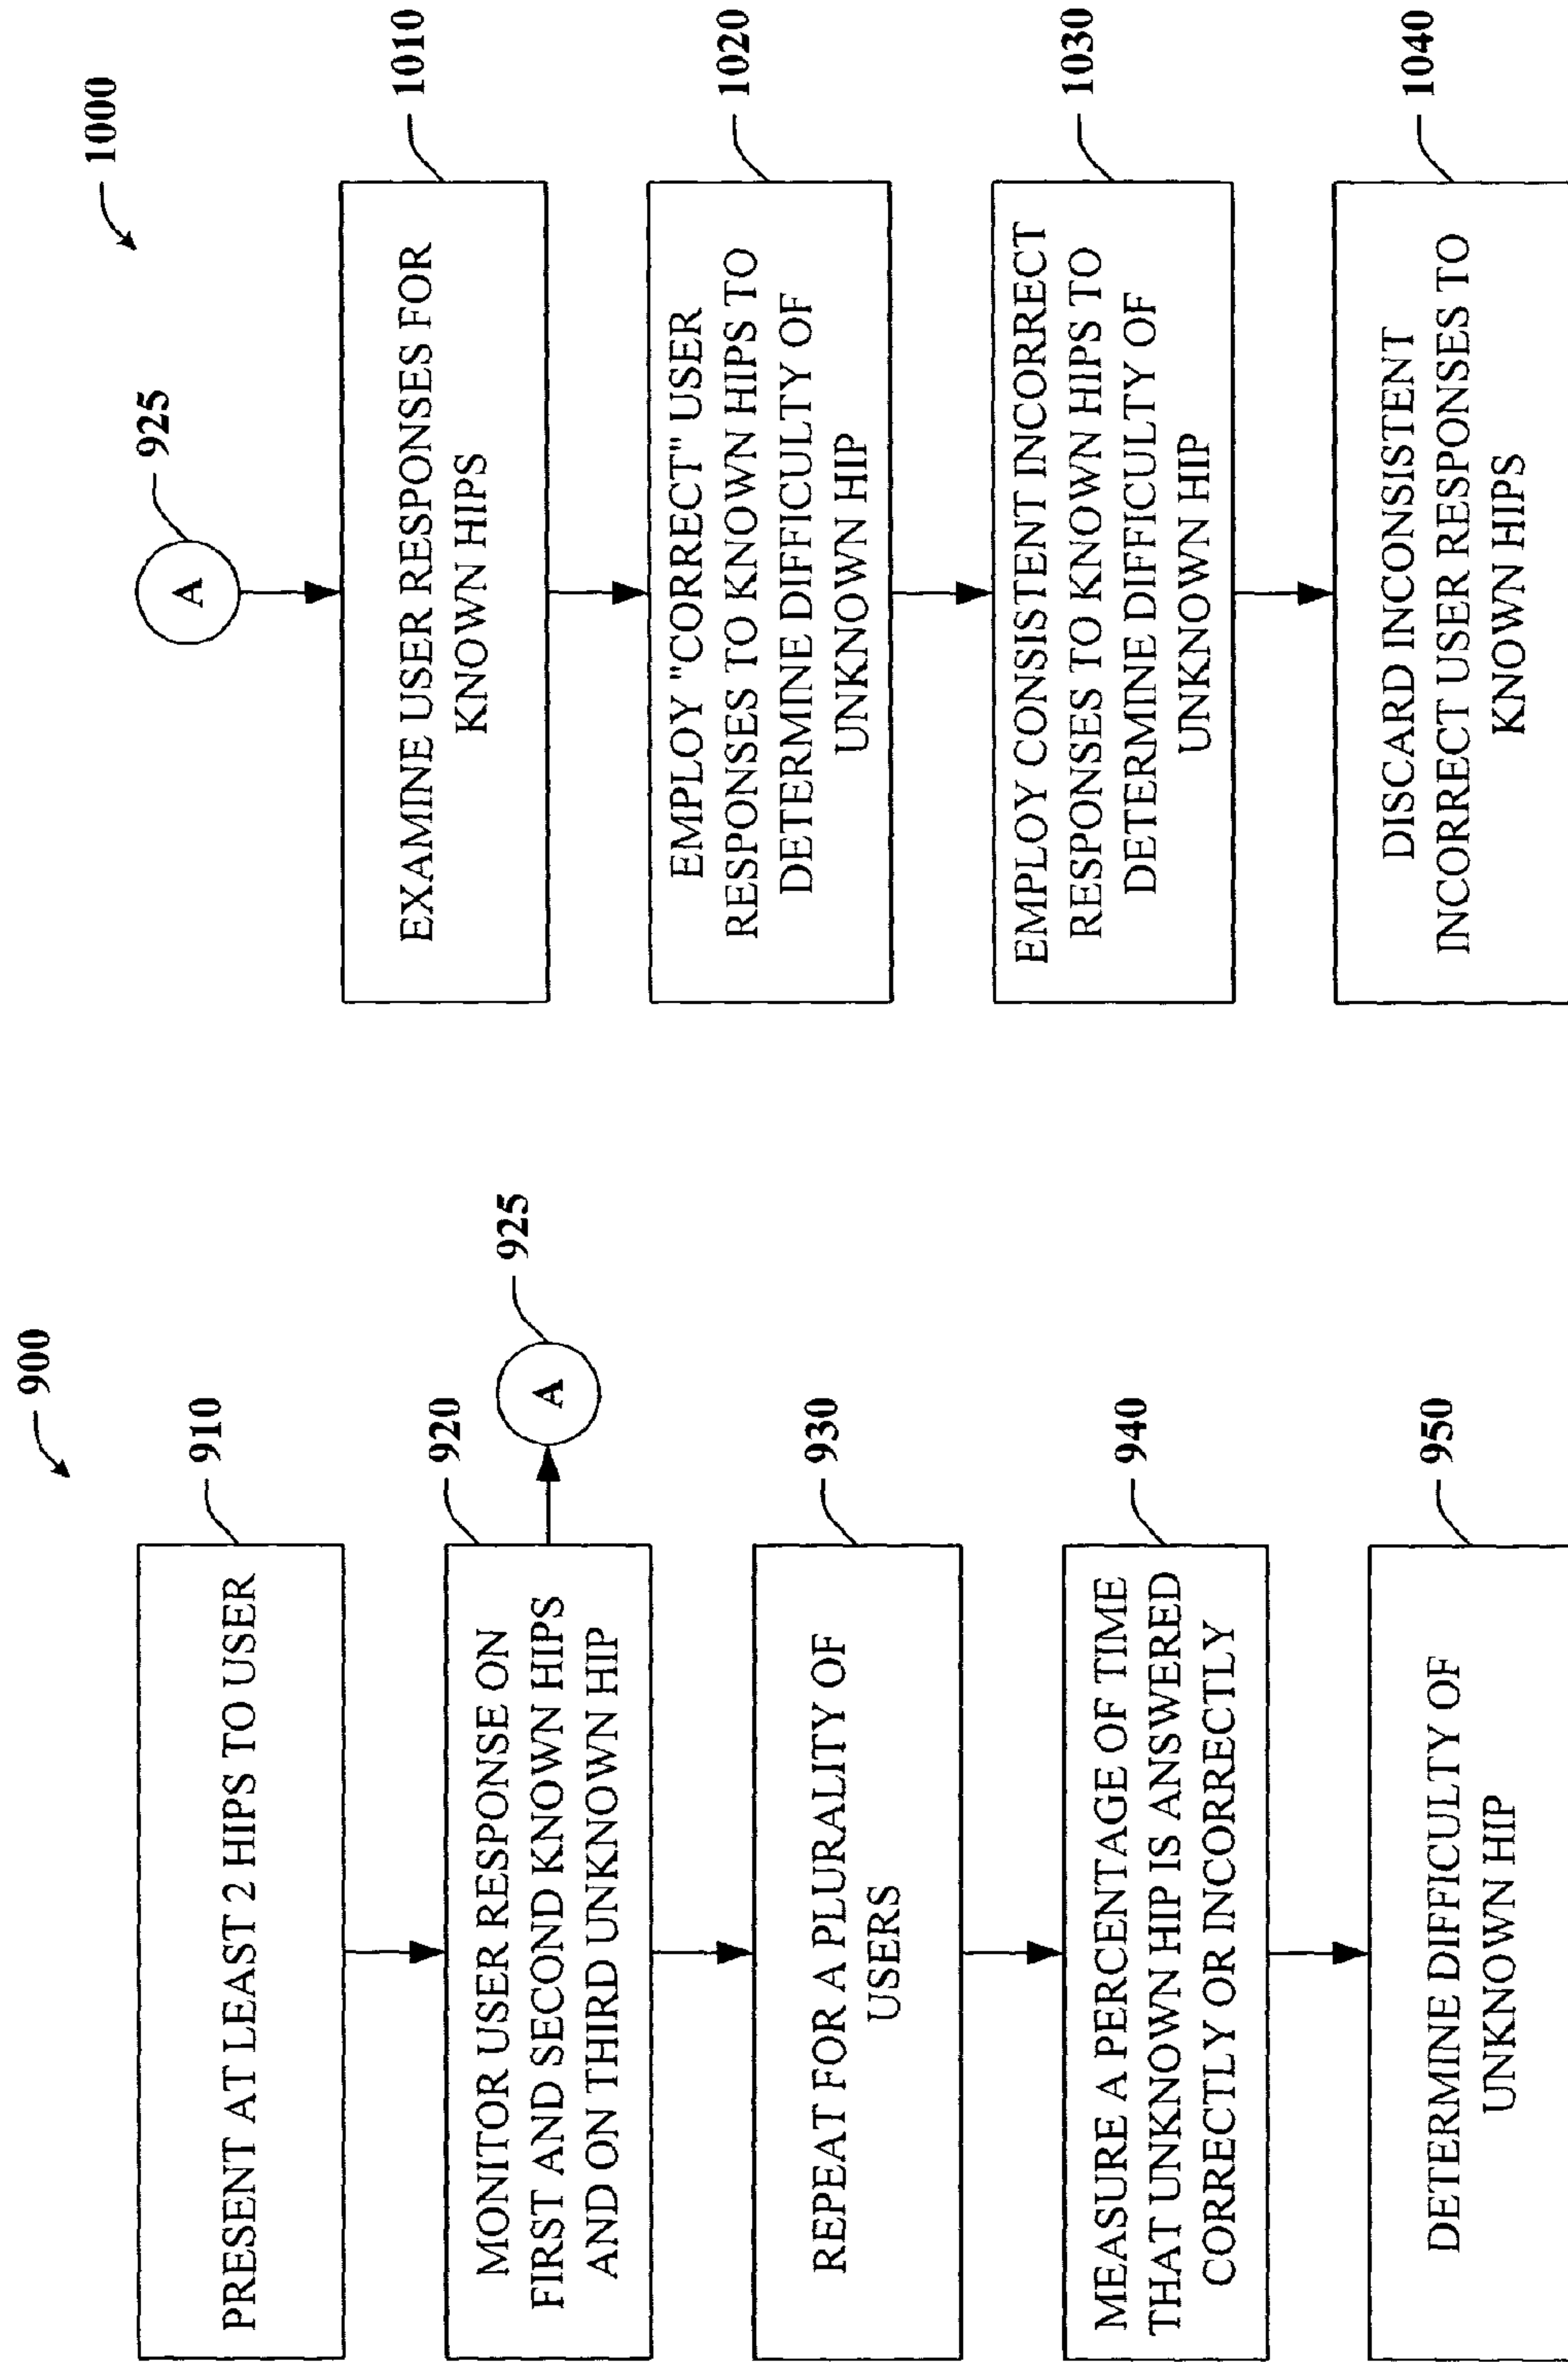 900
PRESENT AT LEAST 2 HIPS TO USER
910
MONITOR USER RESPONSE ON
FIRST AND SECOND KNOWN HIPS
AND ON THIRD UNKNOWN HIP
920
A
925
REPEAT FOR A PLURALITY OF
USERS
930
MEASURE A PERCENTAGE OF TIME
THAT UNKNOWN HIP IS ANSWERED
CORRECTLY OR INCORRECTLY
940
DETERMINE DIFFICULTY OF
UNKNOWN HIP
950
1000
A
925
EXAMINE USER RESPONSES FOR
KNOWN HIPS
1010
EMPLOY "CORRECT" USER
RESPONSES TO KNOWN HIPS TO
DETERMINE DIFFICULTY OF
UNKNOWN HIP
1020
EMPLOY CONSISTENT INCORRECT
RESPONSES TO KNOWN HIPS TO
DETERMINE DIFFICULTY OF
UNKNOWN HIP
1030
DISCARD INCONSISTENT
INCORRECT USER RESPONSES TO
KNOWN HIPS
1040